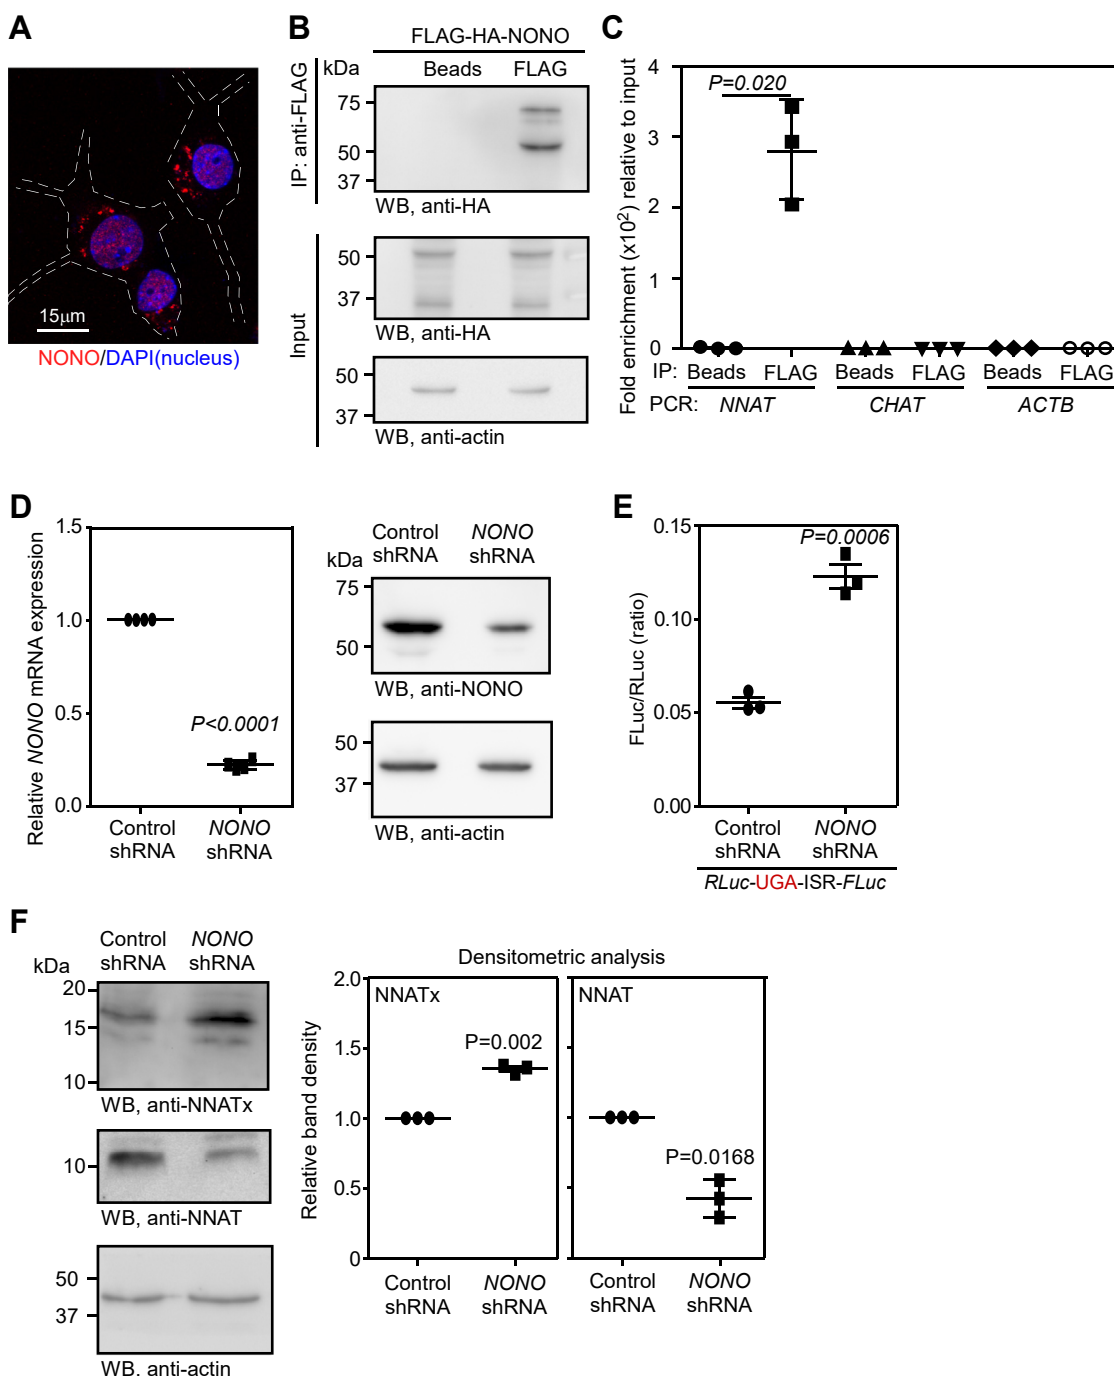 A
15μm
NONO/DAPI(nucleus)
B
FLAG-HA-NONO
kDa
Beads FLAG
IP: anti-FLAG
75
50
37
WB, anti-HA
Input
50
37
WB, anti-HA
50
37
WB, anti-actin
C
Fold enrichment (x10²) relative to input
4
3
2
1
0
P=0.020
IP: Beads FLAG Beads FLAG Beads FLAG
PCR: NNAT CHAT ACTB
D
Relative NONO mRNA expression
1.5
1.0
0.5
0.0
P<0.0001
Control shRNA
NONO shRNA
kDa
Control shRNA
NONO shRNA
75
50
WB, anti-NONO
50
37
WB, anti-actin
E
FLuc/RLuc (ratio)
0.15
0.10
0.05
0.00
P=0.0006
Control shRNA
NONO shRNA
RLuc-UGA-ISR-FLuc
F
kDa
Control shRNA
NONO shRNA
20
15
10
WB, anti-NNATx
10
WB, anti-NNAT
50
37
WB, anti-actin
Densitometric analysis
Relative band density
2.0
1.5
1.0
0.5
0
NNATx
P=0.002
NNAT
P=0.0168
Control shRNA
NONO shRNA
Control shRNA
NONO shRNA